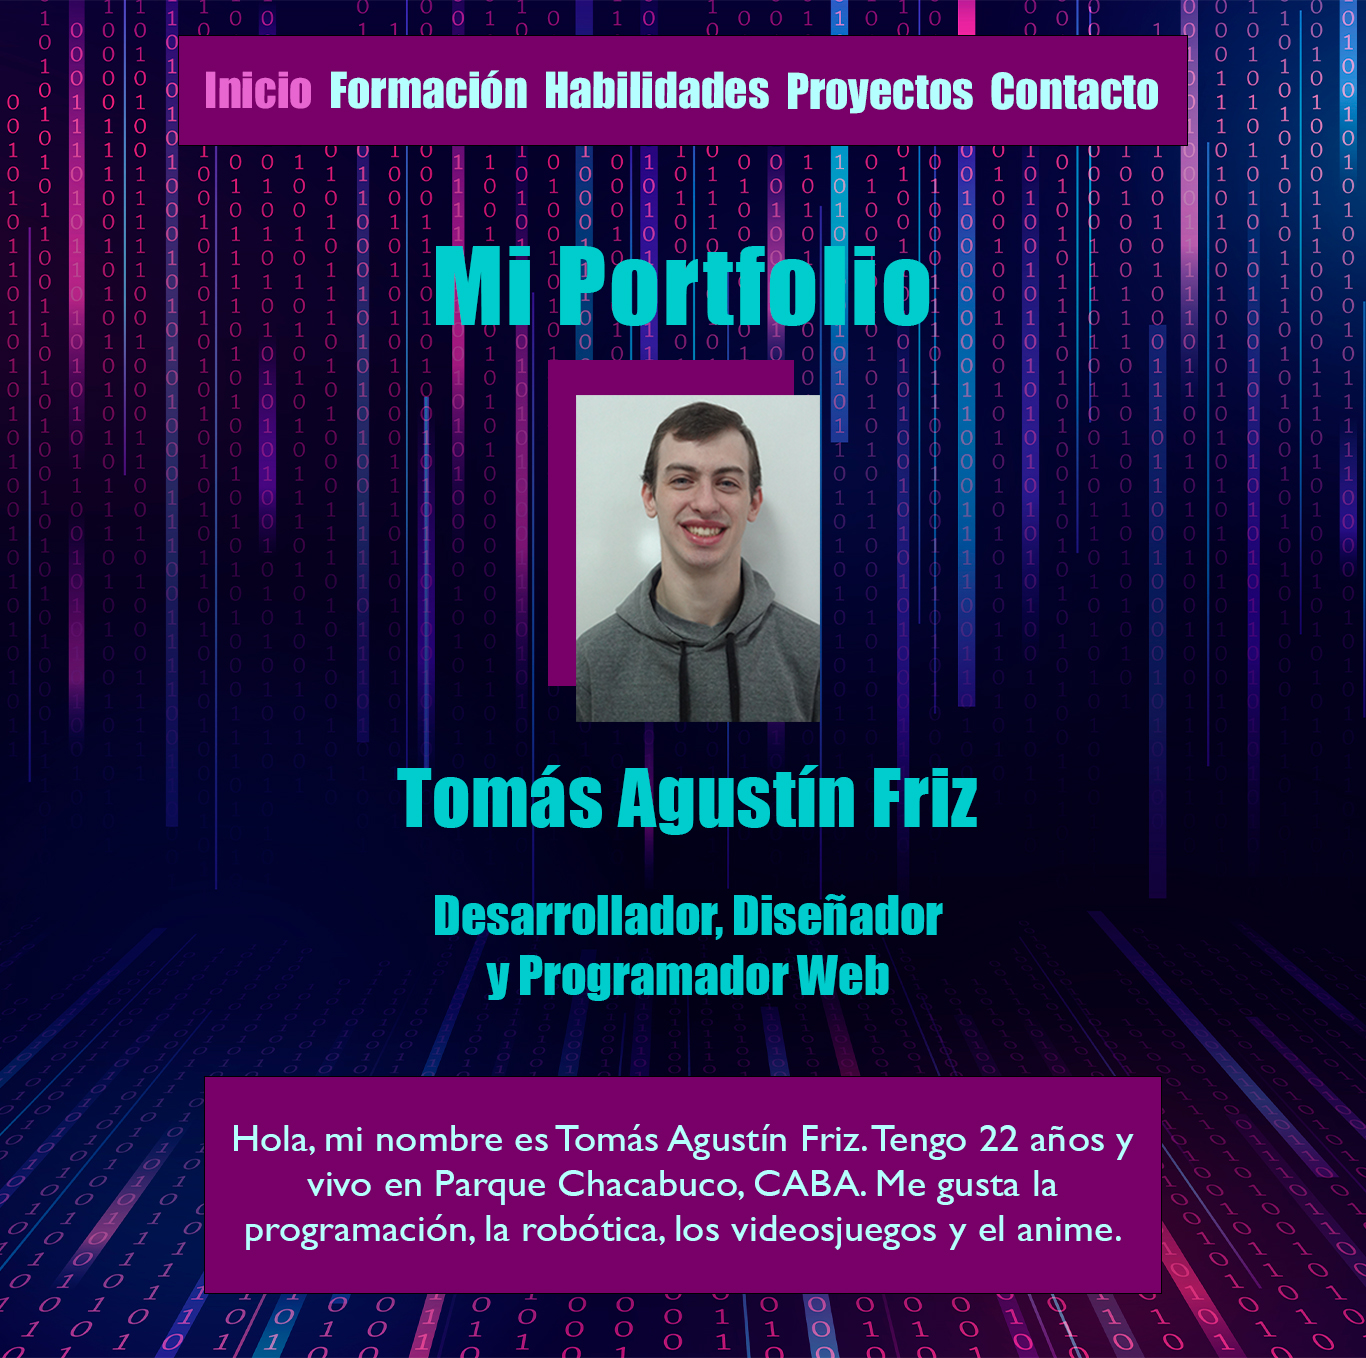 Inicio Formación Habilidades Proyectos Contacto
Mi Portfolio
Tomás Agustín Friz
Desarrollador, Diseñador
y Programador Web
Hola, mi nombre es Tomás Agustín Friz. Tengo 22 años y
vivo en Parque Chacabuco, CABA. Me gusta la
programación, la robótica, los videosjuegos y el anime.